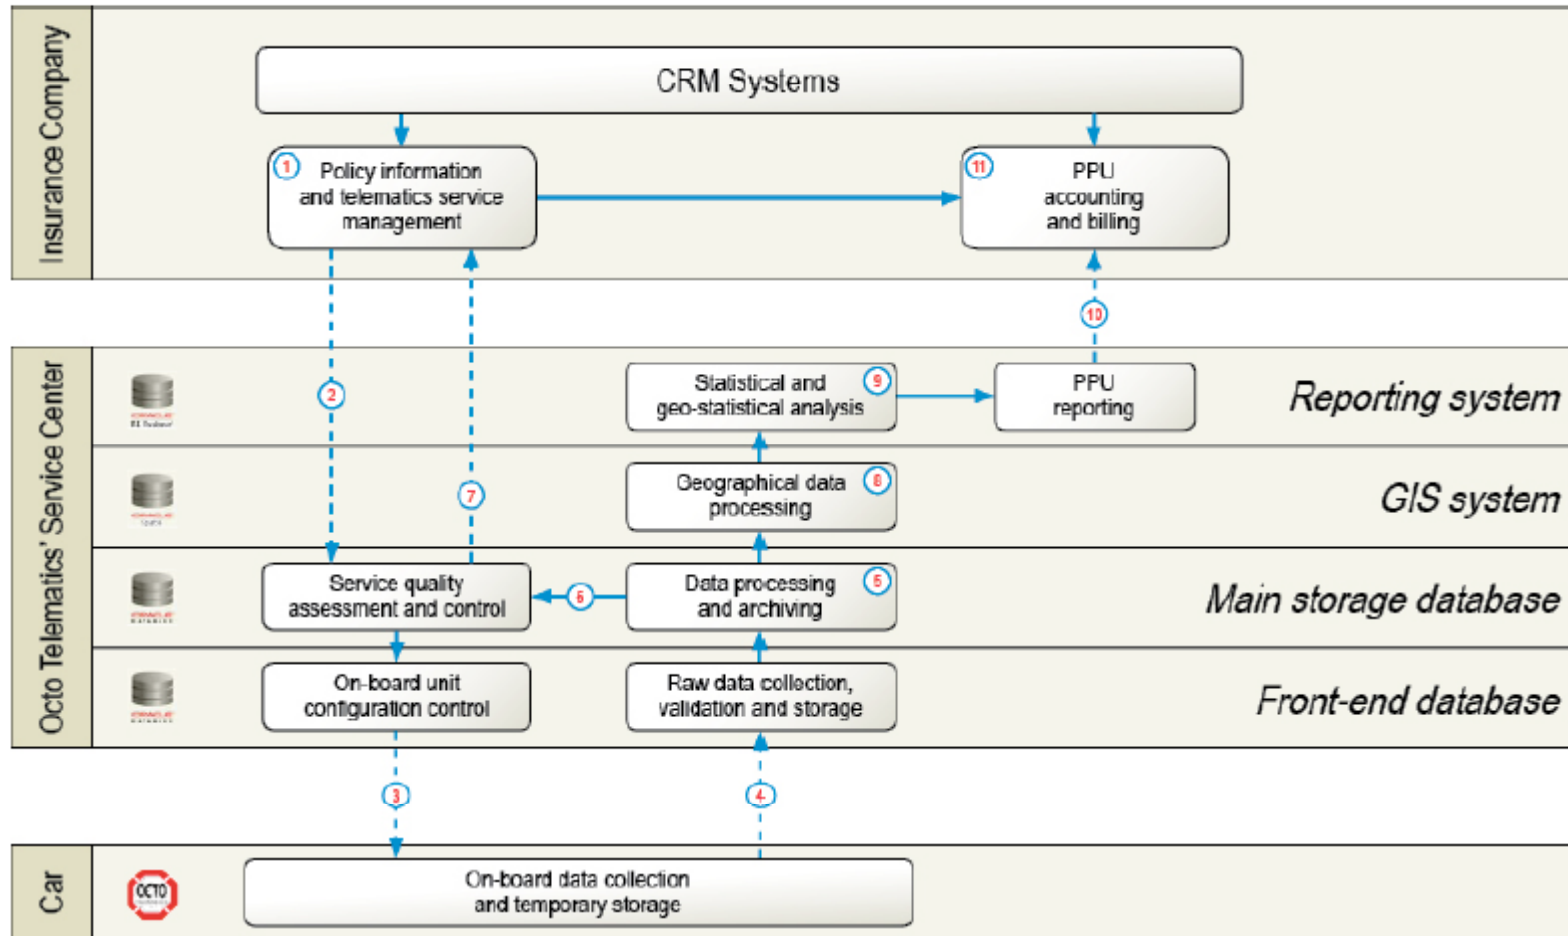 Insurance Company
CRM Systems
1
Policy information
and telematics service
management
11
PPU
accounting
and billing
10
Octo Telematics' Service Center
2
7
Statistical and
geo-statistical analysis
9
PPU
reporting
Reporting system
Geographical data
processing
8
GIS system
Service quality
assessment and control
6
Data processing
and archiving
5
Main storage database
On-board unit
configuration control
Raw data collection,
validation and storage
Front-end database
3
4
Car
OCTO
On-board data collection
and temporary storage